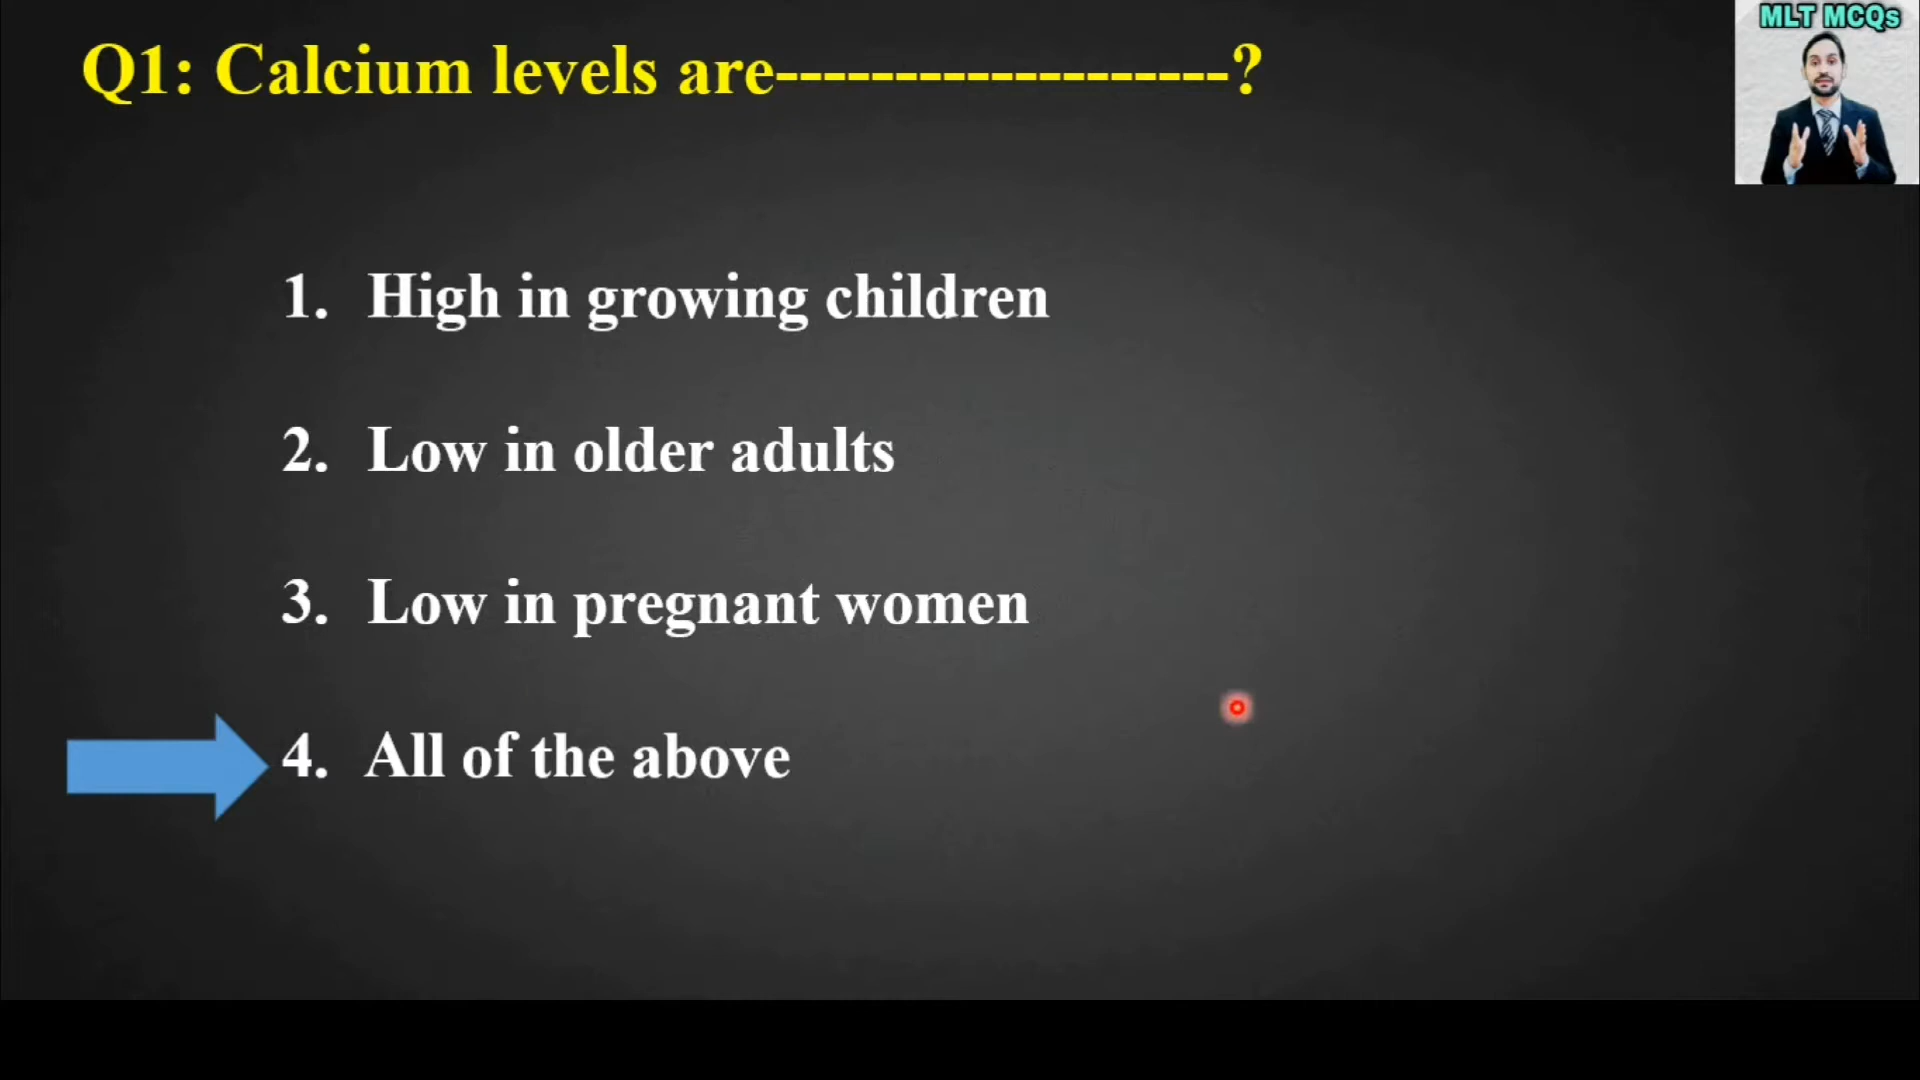 MLT MCQs
Q1: Calcium levels are-------------------?
1. High in growing children
2. Low in older adults
3. Low in pregnant women
4. All of the above